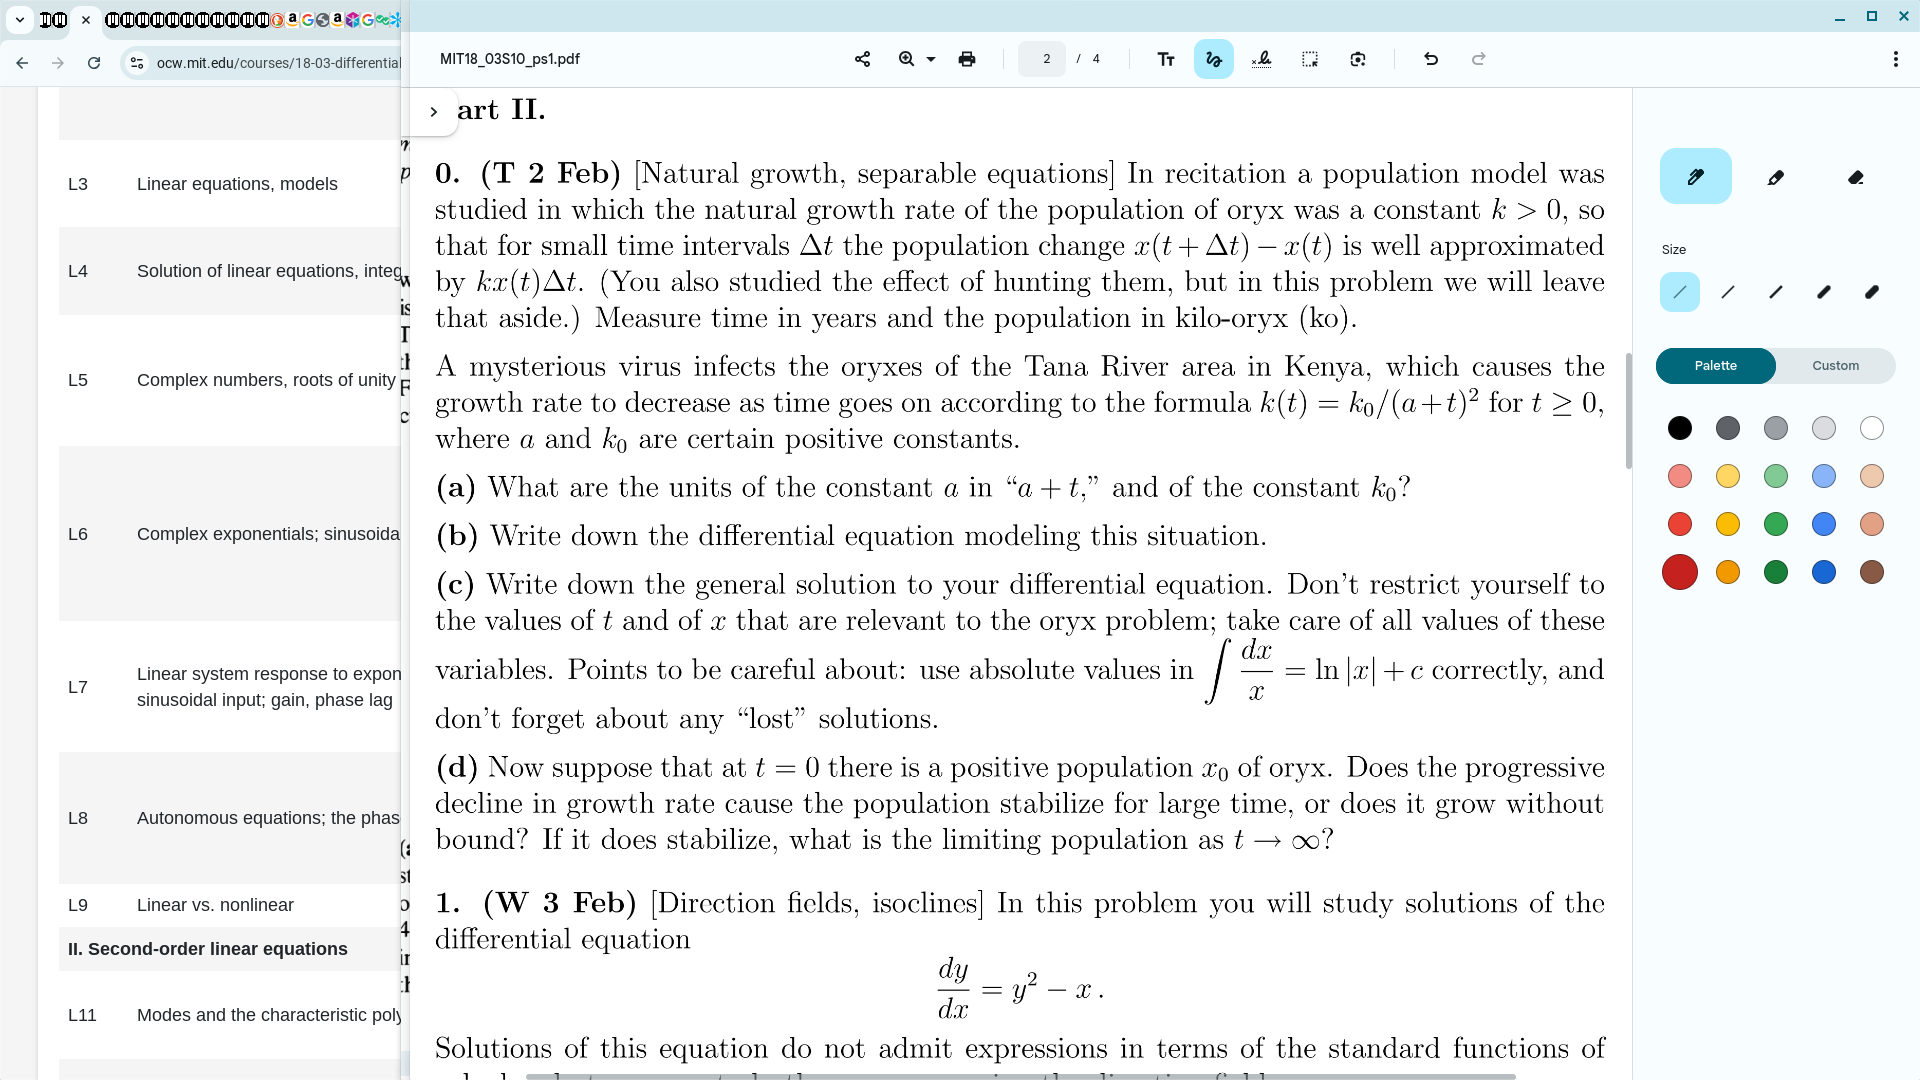 ocw.mit.edu/courses/18-03-differential
L3 Linear equations, models
L4 Solution of linear equations, integ
L5 Complex numbers, roots of unity
L6 Complex exponentials; sinusoida
L7 Linear system response to expon
sinusoidal input; gain, phase lag
L8 Autonomous equations; the phas
L9 Linear vs. nonlinear
II. Second-order linear equations
L11 Modes and the characteristic poly
MIT18_03S10_ps1.pdf
2 / 4
art II.
0. (T 2 Feb) [Natural growth, separable equations] In recitation a population model was
studied in which the natural growth rate of the population of oryx was a constant k > 0, so
that for small time intervals Δt the population change x(t + Δt) − x(t) is well approximated
by kx(t)Δt. (You also studied the effect of hunting them, but in this problem we will leave
that aside.) Measure time in years and the population in kilo-oryx (ko).
A mysterious virus infects the oryxes of the Tana River area in Kenya, which causes the
growth rate to decrease as time goes on according to the formula k(t) = k₀/(a+t)² for t ≥ 0,
where a and k₀ are certain positive constants.
(a) What are the units of the constant a in “a + t,” and of the constant k₀?
(b) Write down the differential equation modeling this situation.
(c) Write down the general solution to your differential equation. Don’t restrict yourself to
the values of t and of x that are relevant to the oryx problem; take care of all values of these
variables. Points to be careful about: use absolute values in ∫ dx/x = ln |x| + c correctly, and
don’t forget about any “lost” solutions.
(d) Now suppose that at t = 0 there is a positive population x₀ of oryx. Does the progressive
decline in growth rate cause the population stabilize for large time, or does it grow without
bound? If it does stabilize, what is the limiting population as t → ∞?
1. (W 3 Feb) [Direction fields, isoclines] In this problem you will study solutions of the
differential equation
dy/dx = y² − x .
Solutions of this equation do not admit expressions in terms of the standard functions of
Size
Palette
Custom